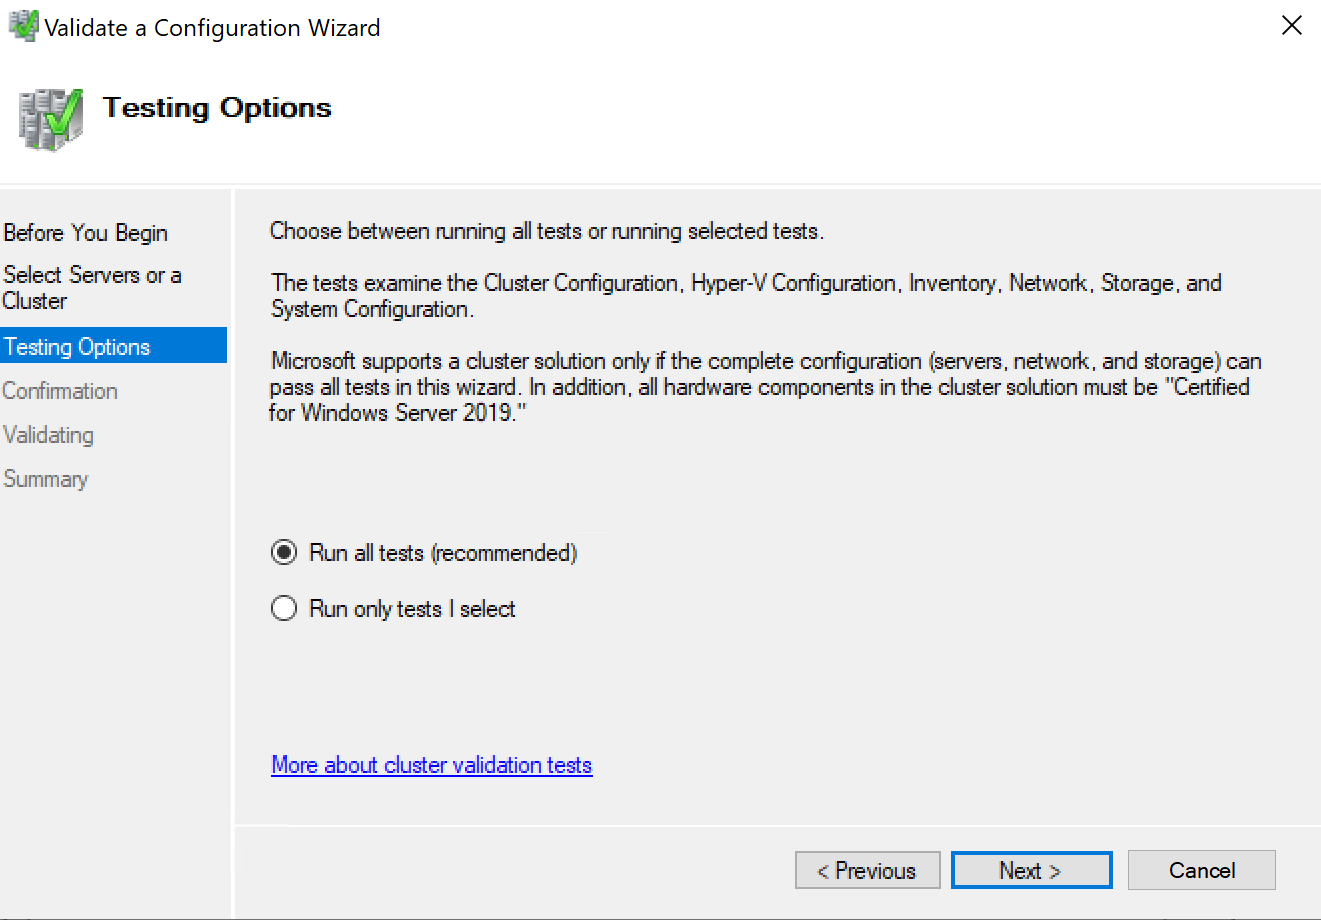 Validate a Configuration Wizard
Testing Options
Before You Begin
Select Servers or a
Cluster
Testing Options
Confirmation
Validating
Summary
Choose between running all tests or running selected tests.
The tests examine the Cluster Configuration, Hyper-V Configuration, Inventory, Network, Storage, and
System Configuration.
Microsoft supports a cluster solution only if the complete configuration (servers, network, and storage) can
pass all tests in this wizard. In addition, all hardware components in the cluster solution must be "Certified
for Windows Server 2019."
Run all tests (recommended)
Run only tests I select
More about cluster validation tests
< Previous
Next >
Cancel